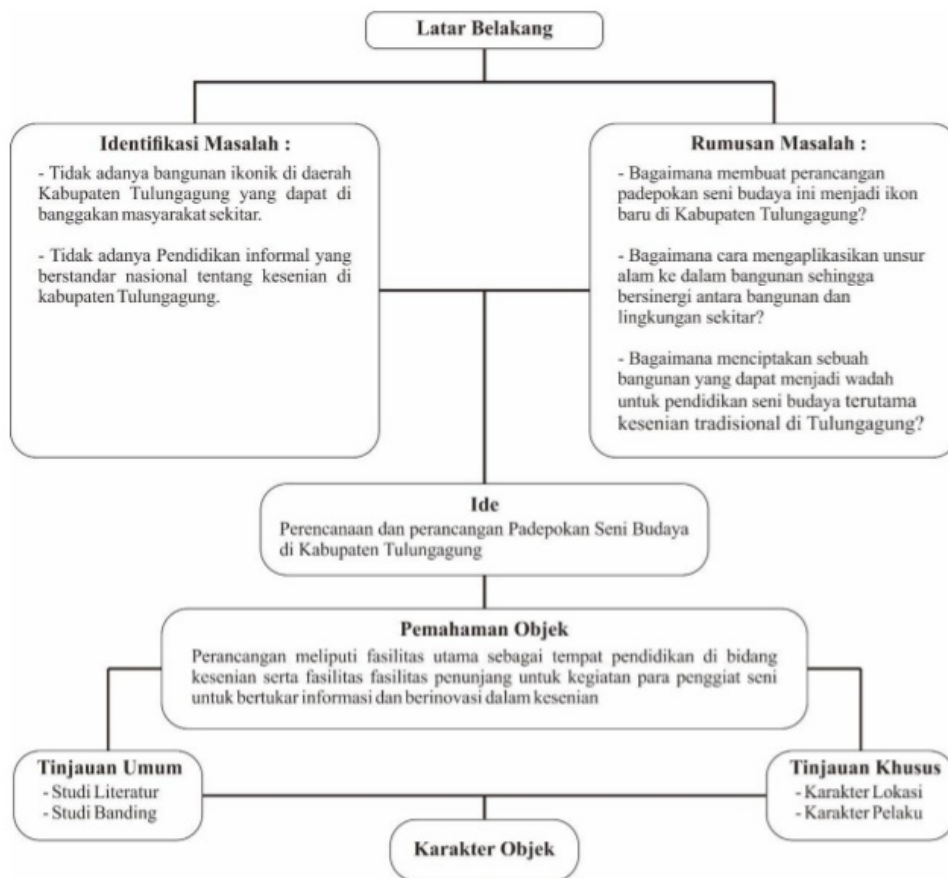 Latar Belakang
Identifikasi Masalah :
- Tidak adanya bangunan ikonik di daerah
Kabupaten Tulungagung yang dapat di
banggakan masyarakat sekitar.
- Tidak adanya Pendidikan informal yang
berstandar nasional tentang kesenian di
kabupaten Tulungagung.
Rumusan Masalah :
- Bagaimana membuat perancangan
padepokan seni budaya ini menjadi ikon
baru di Kabupaten Tulungagung?
- Bagaimana cara mengaplikasikan unsur
alam ke dalam bangunan sehingga
bersinergi antara bangunan dan
lingkungan sekitar?
- Bagaimana menciptakan sebuah
bangunan yang dapat menjadi wadah
untuk pendidikan seni budaya terutama
kesenian tradisional di Tulungagung?
Ide
Perencanaan dan perancangan Padepokan Seni Budaya
di Kabupaten Tulungagung
Pemahaman Objek
Perancangan meliputi fasilitas utama sebagai tempat pendidikan di bidang
kesenian serta fasilitas fasilitas penunjang untuk kegiatan para penggiat seni
untuk bertukar informasi dan berinovasi dalam kesenian
Tinjauan Umum
- Studi Literatur
- Studi Banding
Tinjauan Khusus
- Karakter Lokasi
- Karakter Pelaku
Karakter Objek